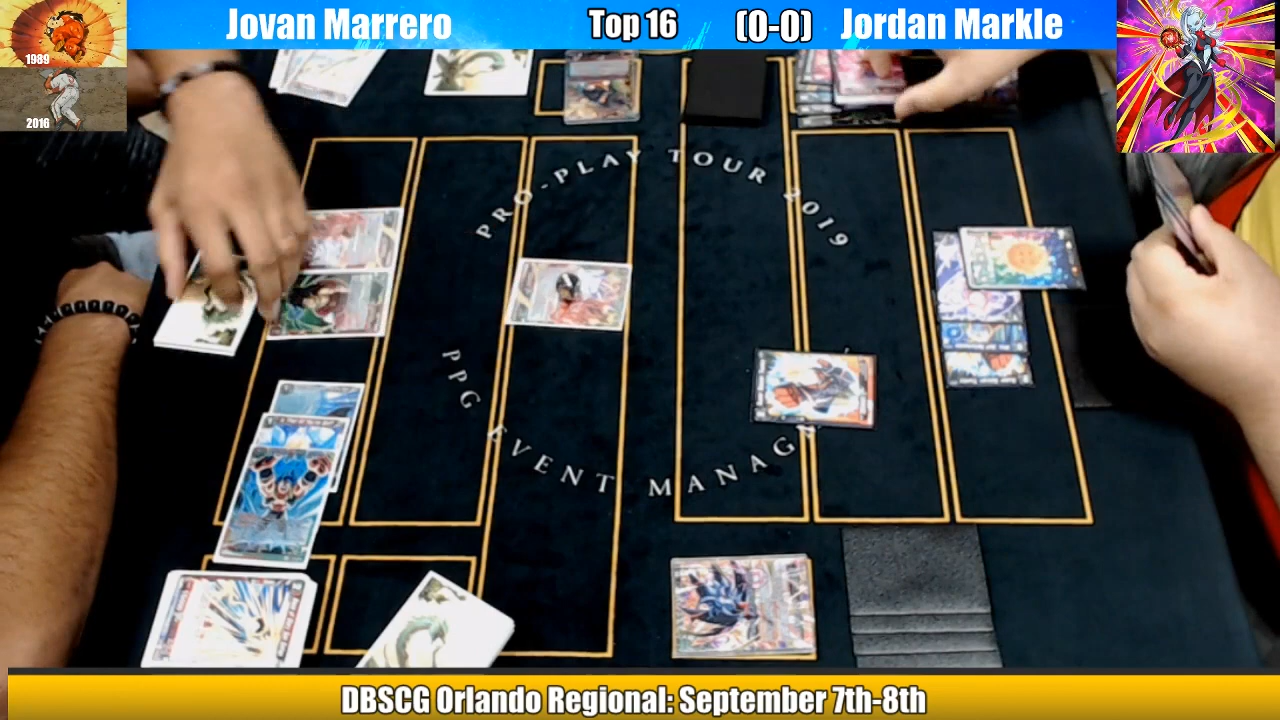 Jovan Marrero
Top 16
(0-0)
Jordan Markle
1989
2016
PRO-PLAY TOUR 2019
PPG EVENT MANAG
DBSCG Orlando Regional: September 7th-8th